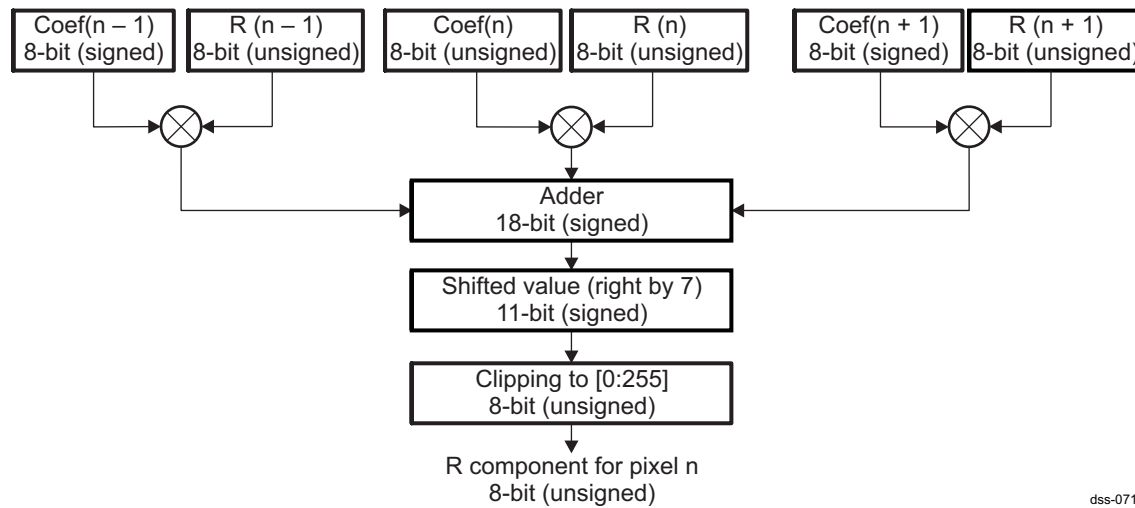 Coef(n – 1)
8-bit (signed)
R (n – 1)
8-bit (unsigned)
Coef(n)
8-bit (unsigned)
R (n)
8-bit (unsigned)
Coef(n + 1)
8-bit (signed)
R (n + 1)
8-bit (unsigned)
Adder
18-bit (signed)
Shifted value (right by 7)
11-bit (signed)
Clipping to [0:255]
8-bit (unsigned)
R component for pixel n
8-bit (unsigned)
dss-071